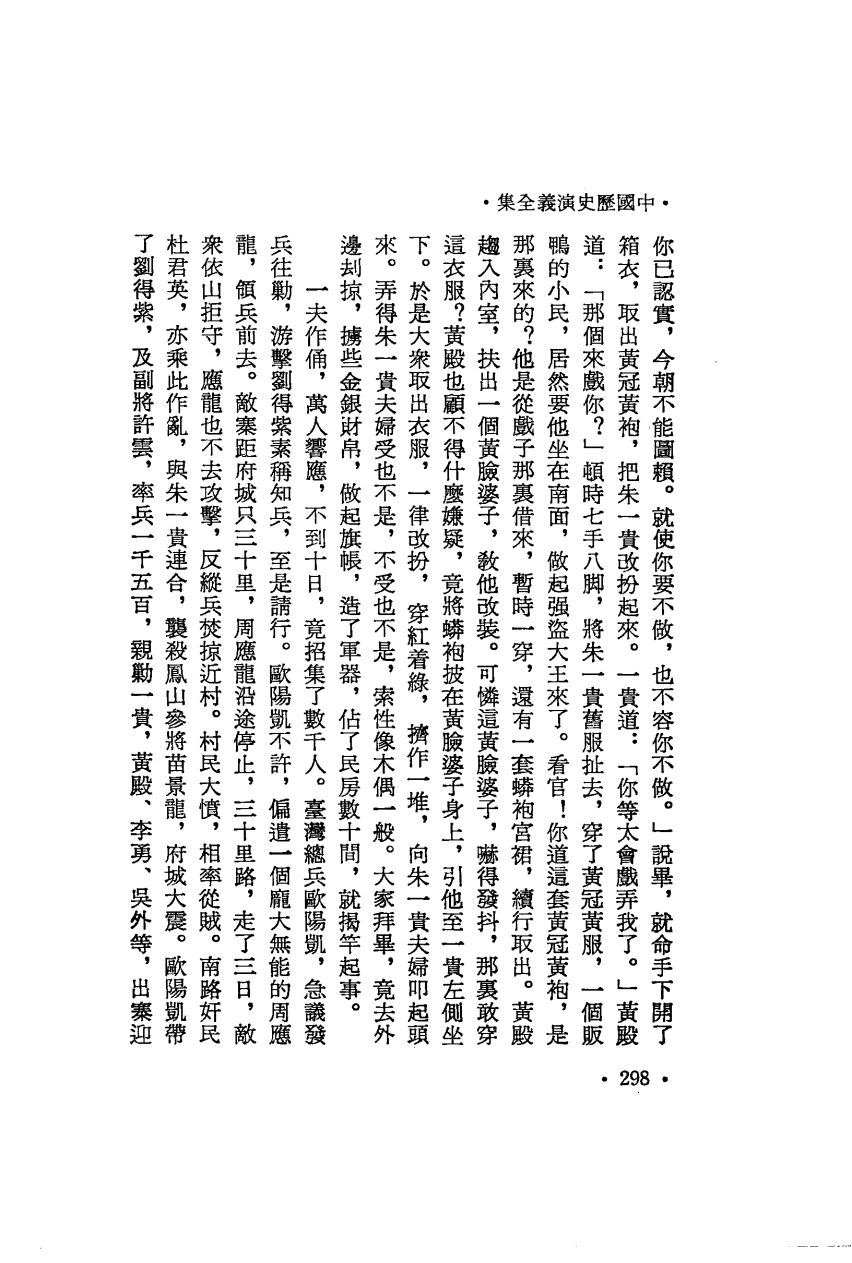 ·中國歷史演義全集·
你已認實，今朝不能圖賴。就使你要不做，也不容你不做。」說畢，就命手下開了
箱衣，取出黃冠黃袍，把朱一貴改扮起來。一貴道：「你等太會戲弄我了。」黃殿
道：「那個來戲你？」頓時七手八脚，將朱一貴舊服扯去，穿了黃冠黃服，一個販
鴨的小民，居然要他坐在南面，做起强盜大王來了。看官！你道這套黃冠黃袍，是
那裏來的？他是從戲子那裏借來，暫時一穿，還有一套蟒袍宮裙，續行取出。黃殿
趨入內室，扶出一個黃臉婆子，敎他改裝。可憐這黃臉婆子，嚇得發抖，那裏敢穿
這衣服？黃殿也顧不得什麼嫌疑，竟將蟒袍披在黃臉婆子身上，引他至一貴左側坐
下。於是大衆取出衣服，一律改扮，穿紅着綠，擠作一堆，向朱一貴夫婦叩起頭
來。弄得朱一貴夫婦受也不是，不受也不是，索性像木偶一般。大家拜畢，竟去外
邊刦掠，擄些金銀財帛，做起旗帳，造了軍器，佔了民房數十間，就揭竿起事。
一夫作俑，萬人響應，不到十日，竟招集了數千人。臺灣總兵歐陽凱，急議發
兵往勦，游擊劉得紫素稱知兵，至是請行。歐陽凱不許，偏遣一個龐大無能的周應
龍，領兵前去。敵寨距府城只三十里，周應龍沿途停止，三十里路，走了三日，敵
衆依山拒守，應龍也不去攻擊，反縱兵焚掠近村。村民大憤，相率從賊。南路奸民
杜君英，亦乘此作亂，與朱一貴連合，襲殺鳳山參將苗景龍，府城大震。歐陽凱帶
了劉得紫，及副將許雲，率兵一千五百，親勦一貴，黃殿、李勇、吳外等，出寨迎
·298·